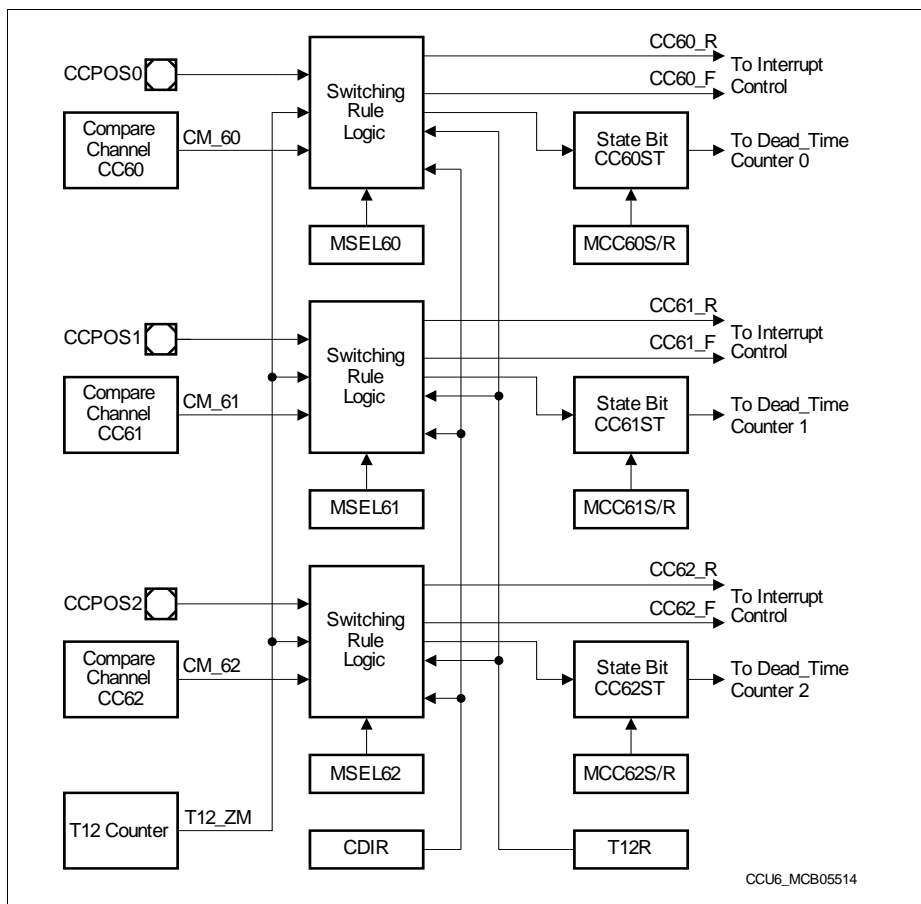 CC60_R
CCPOS0
Switching
Rule
Logic
CC60_F
To Interrupt
Control
Compare
Channel
CC60
CM_60
State Bit
CC60ST
To Dead_Time
Counter 0
MSEL60
MCC60S/R
CC61_R
CCPOS1
Switching
Rule
Logic
CC61_F
To Interrupt
Control
Compare
Channel
CC61
CM_61
State Bit
CC61ST
To Dead_Time
Counter 1
MSEL61
MCC61S/R
CC62_R
CCPOS2
Switching
Rule
Logic
CC62_F
To Interrupt
Control
Compare
Channel
CC62
CM_62
State Bit
CC62ST
To Dead_Time
Counter 2
MSEL62
MCC62S/R
T12 Counter
T12_ZM
CDIR
T12R
CCU6_MCB05514